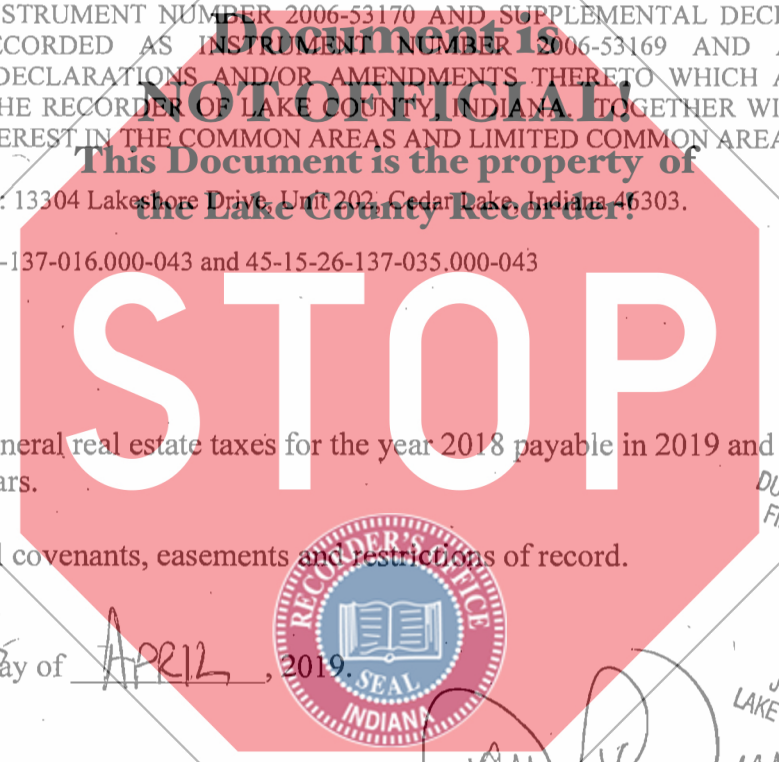 STRUMENT NUMBER 2006-53170 AND SUPPLEMENTAL DECL
Document is
CORDED AS INSTRUMENT NUMBER 2006-53169 AND A
DECLARATIONS AND/OR AMENDMENTS THERETO WHICH A
NOT OFFICIAL!
HE RECORDER OF LAKE COUNTY, INDIANA. TOGETHER WI
EREST IN THE COMMON AREAS AND LIMITED COMMON AREA
This Document is the property of
: 13304 Lakeshore Drive, Unit 202, Cedar Lake, Indiana 46303.
the Lake County Recorder!
-137-016.000-043 and 45-15-26-137-035.000-043
STOP
neral real estate taxes for the year 2018 payable in 2019 and
ars.
DU
FI
l covenants, easements and restrictions of record.
RECORDER'S OFFICE
ay of APRIL, 2019.
SEAL
INDIANA
LAKE